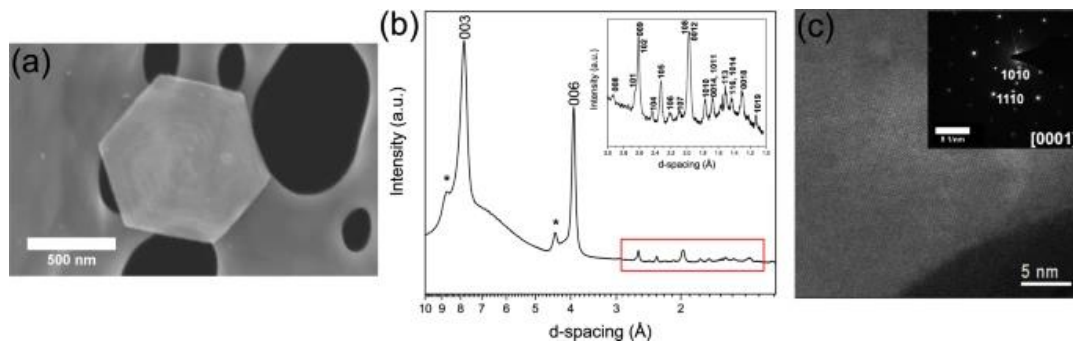 (a)
500 nm
(b)
Intensity (a.u.)
003
006
*
*
10 9 8 7 6 5 4 3 2
d-spacing (Å)
Intensity (a.u.)
008
101
009
102
104
105
106
107
108
0012
1010
0014, 1011
113
116, 1014
0018
1019
d-spacing (Å)
(c)
1010
1110
[0001]
5 nm